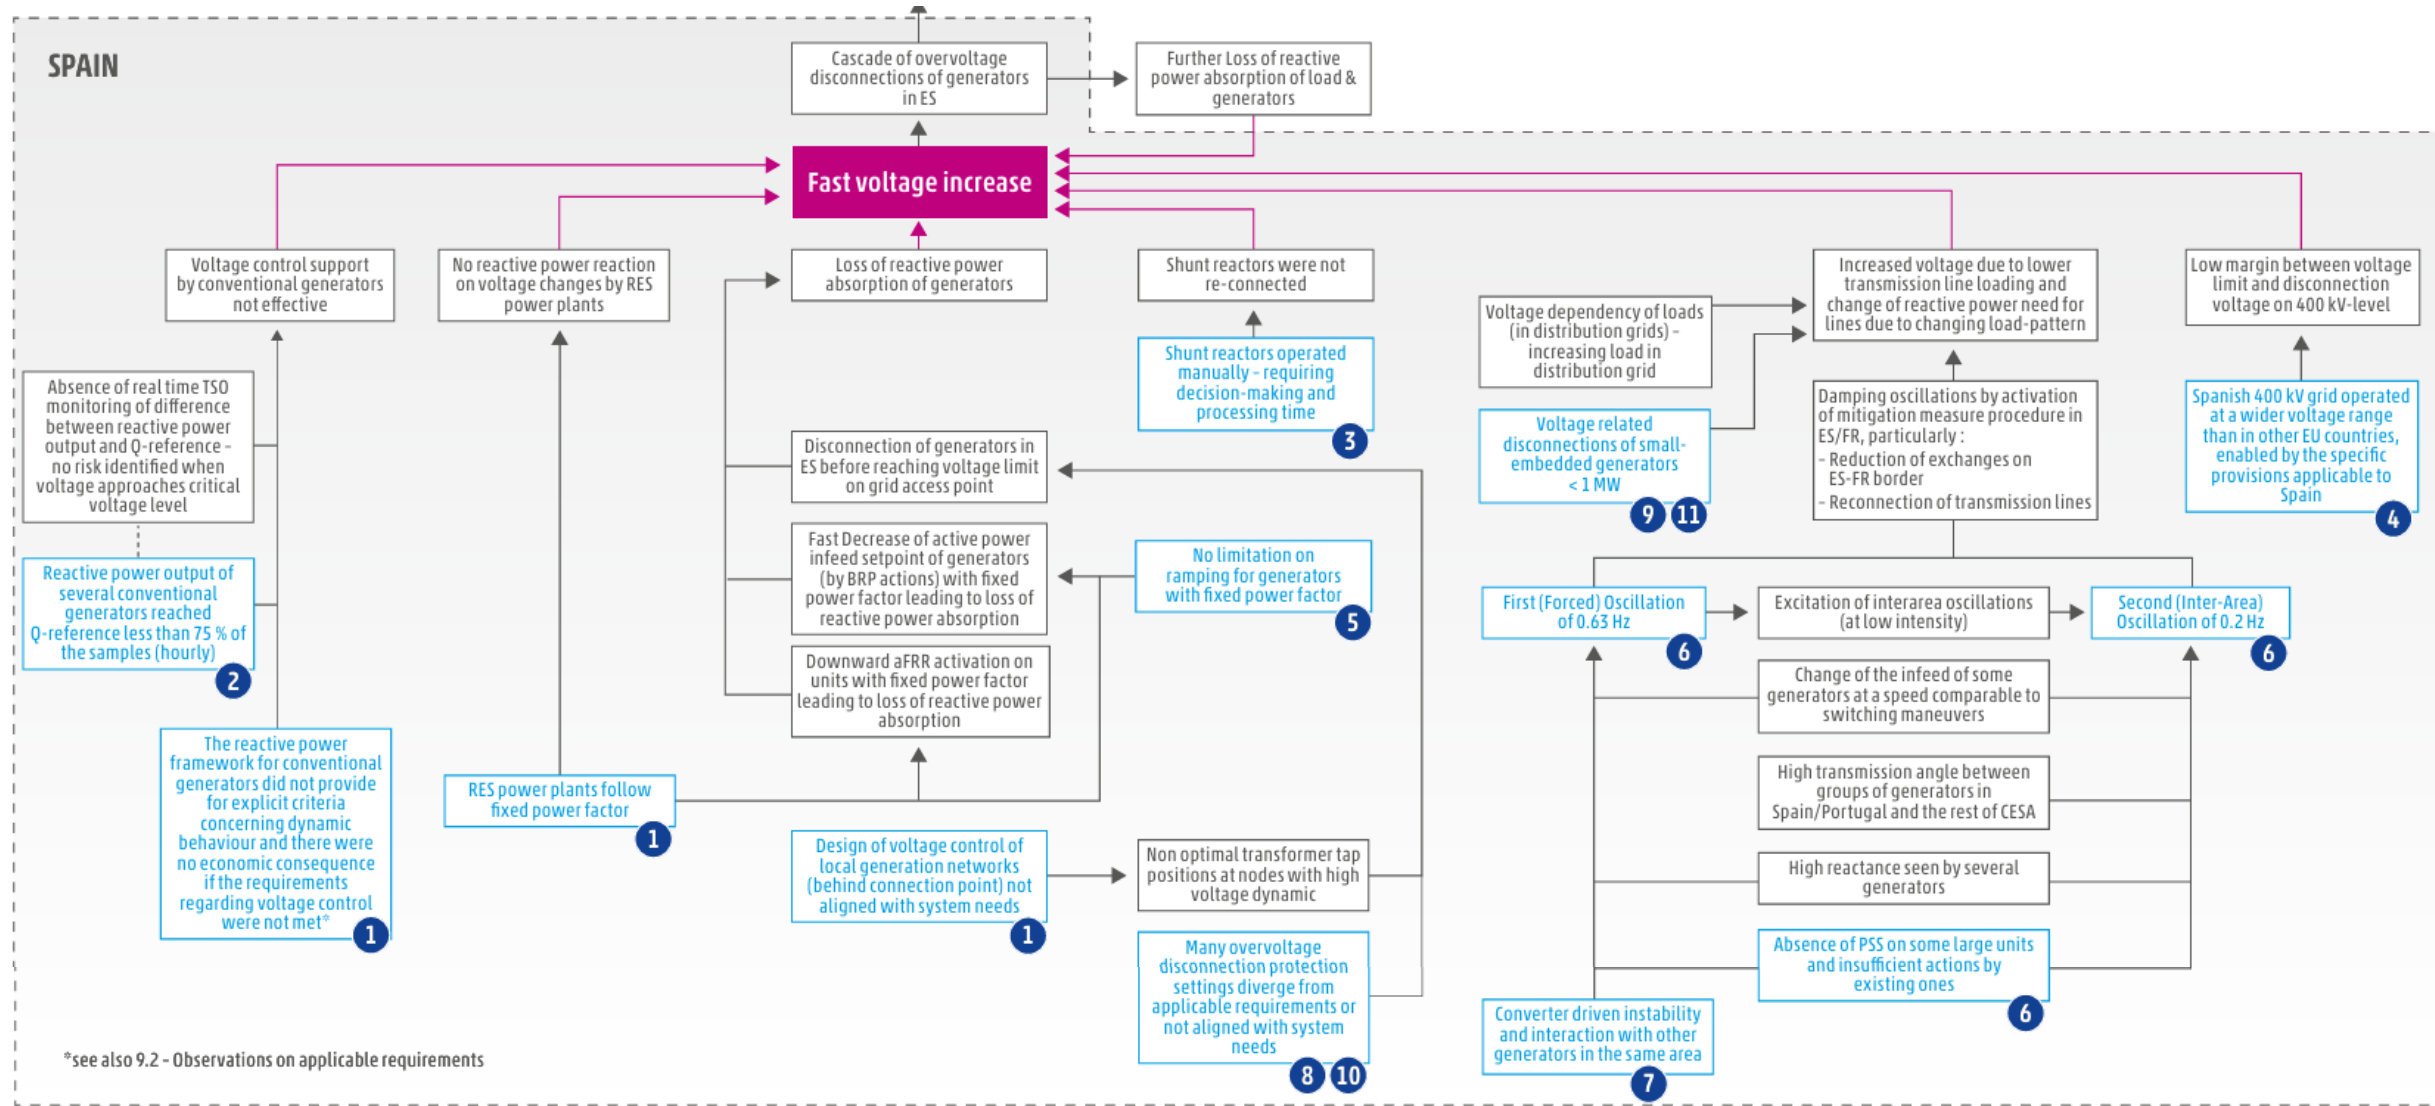 SPAIN
Cascade of overvoltage
disconnections of generators
in ES
Further Loss of reactive
power absorption of load &
generators
Fast voltage increase
Voltage control support
by conventional generators
not effective
No reactive power reaction
on voltage changes by RES
power plants
Loss of reactive power
absorption of generators
Shunt reactors were not
re-connected
Increased voltage due to lower
transmission line loading and
change of reactive power need for
lines due to changing load-pattern
Low margin between voltage
limit and disconnection
voltage on 400 kV-level
Voltage dependency of loads
(in distribution grids) –
increasing load in
distribution grid
Shunt reactors operated
manually – requiring
decision-making and
processing time
3
Absence of real time TSO
monitoring of difference
between reactive power
output and Q-reference –
no risk identified when
voltage approaches critical
voltage level
Damping oscillations by activation
of mitigation measure procedure in
ES/FR, particularly :
– Reduction of exchanges on
ES-FR border
– Reconnection of transmission lines
Spanish 400 kV grid operated
at a wider voltage range
than in other EU countries,
enabled by the specific
provisions applicable to
Spain
4
Voltage related
disconnections of small-
embedded generators
< 1 MW
9 11
Disconnection of generators in
ES before reaching voltage limit
on grid access point
Fast Decrease of active power
infeed setpoint of generators
(by BRP actions) with fixed
power factor leading to loss of
reactive power absorption
No limitation on
ramping for generators
with fixed power factor
5
Reactive power output of
several conventional
generators reached
Q-reference less than 75 % of
the samples (hourly)
2
First (Forced) Oscillation
of 0.63 Hz
6
Excitation of interarea oscillations
(at low intensity)
Second (Inter-Area)
Oscillation of 0.2 Hz
6
Downward aFRR activation on
units with fixed power factor
leading to loss of reactive power
absorption
Change of the infeed of some
generators at a speed comparable to
switching maneuvers
The reactive power
framework for conventional
generators did not provide
for explicit criteria
concerning dynamic
behaviour and there were
no economic consequence
if the requirements
regarding voltage control
were not met*
1
RES power plants follow
fixed power factor
1
High transmission angle between
groups of generators in
Spain/Portugal and the rest of CESA
Design of voltage control of
local generation networks
(behind connection point) not
aligned with system needs
1
Non optimal transformer tap
positions at nodes with high
voltage dynamic
High reactance seen by several
generators
Many overvoltage
disconnection protection
settings diverge from
applicable requirements or
not aligned with system
needs
8 10
Absence of PSS on some large units
and insufficient actions by
existing ones
6
Converter driven instability
and interaction with other
generators in the same area
7
*see also 9.2 – Observations on applicable requirements